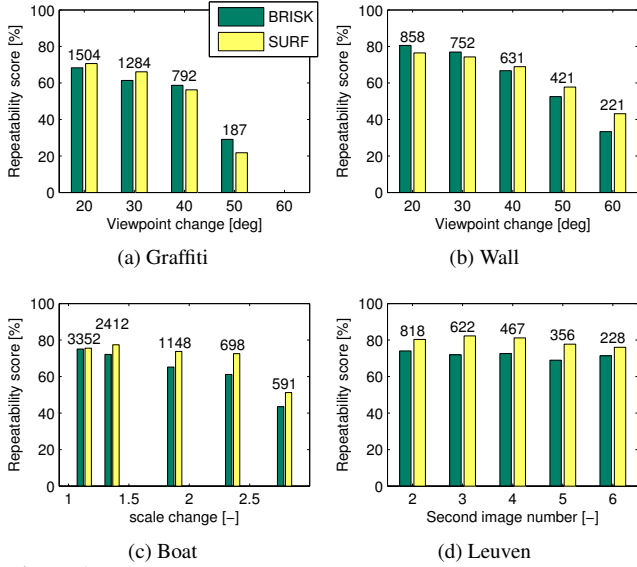 100
80
60
40
20
0
Repeatability score [%]
1504
1284
792
187
20 30 40 50 60
Viewpoint change [deg]
BRISK
SURF
(a) Graffiti
100
80
60
40
20
0
Repeatability score [%]
858
752
631
421
221
20 30 40 50 60
Viewpoint change [deg]
(b) Wall
100
80
60
40
20
0
Repeatability score [%]
3352
2412
1148
698
591
1 1.5 2 2.5
scale change [−]
(c) Boat
100
80
60
40
20
0
Repeatability score [%]
818
622
467
356
228
2 3 4 5 6
Second image number [−]
(d) Leuven